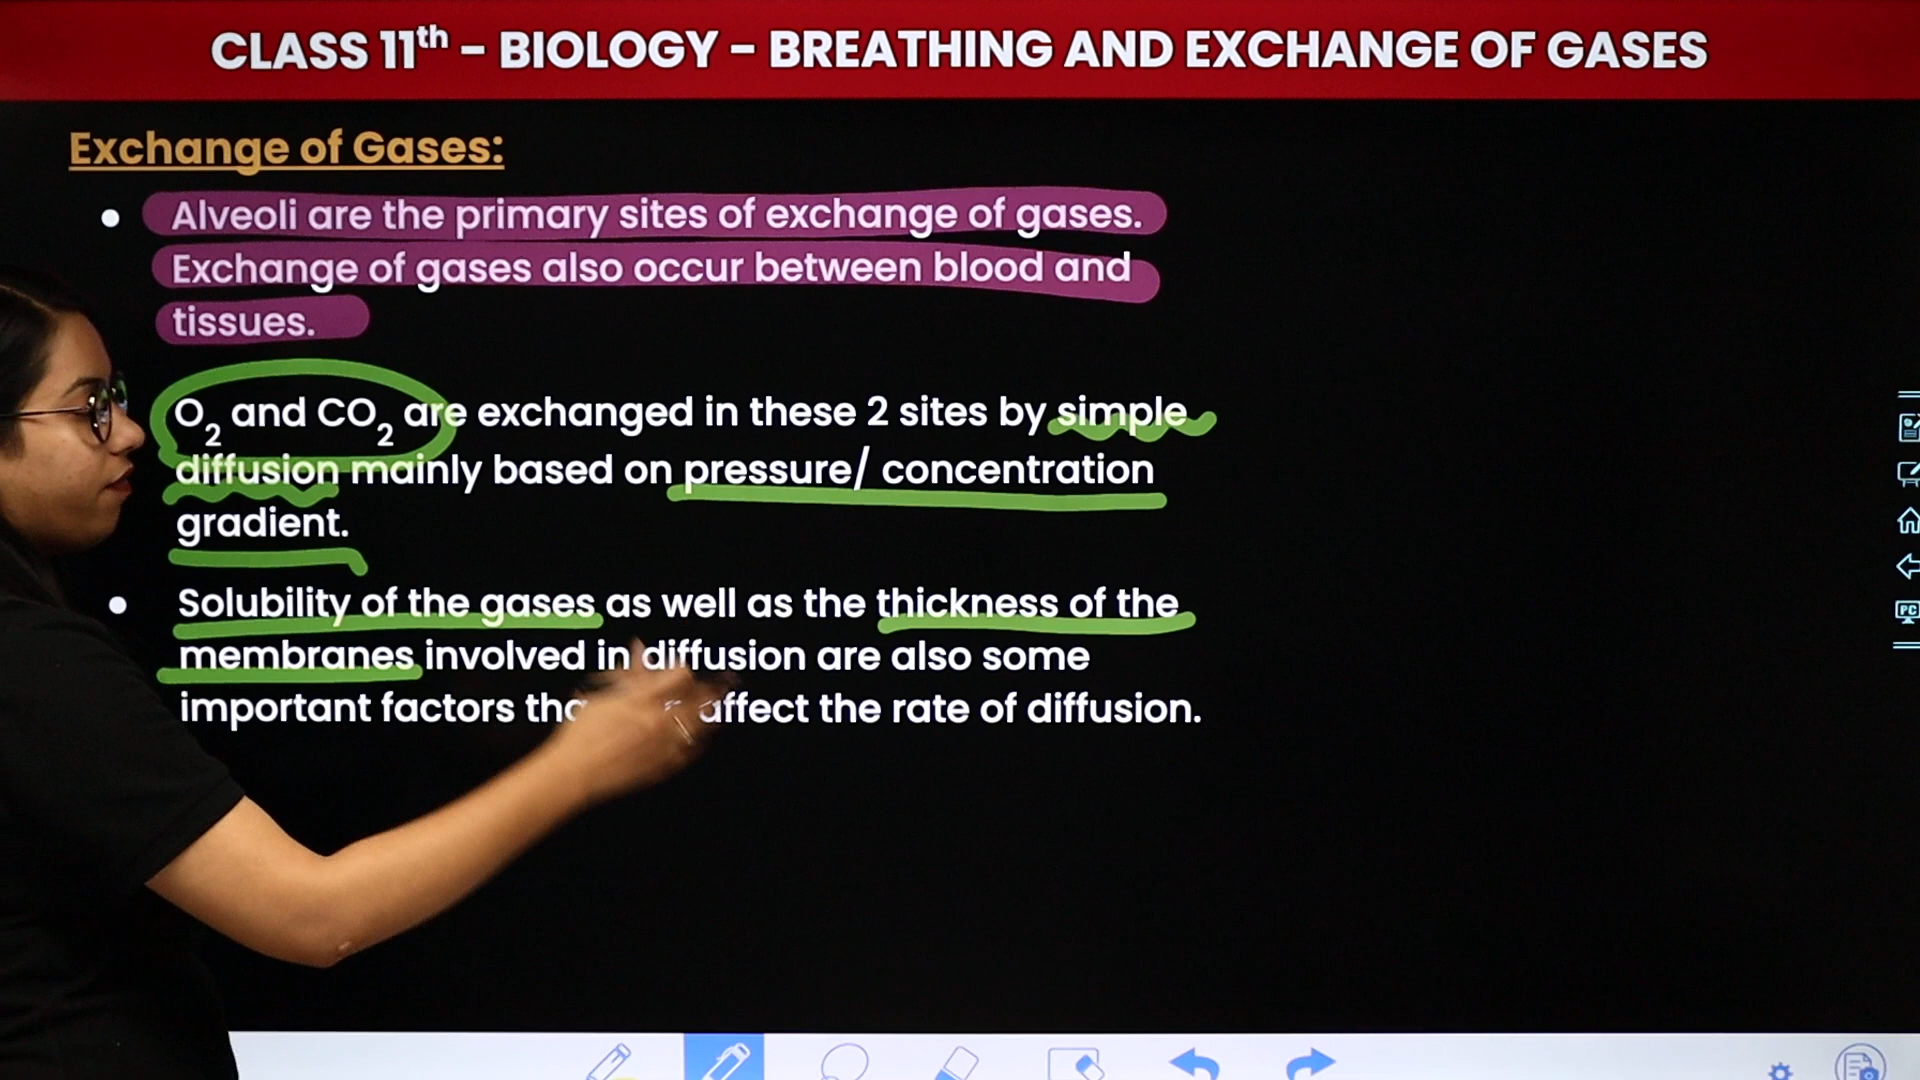 CLASS 11th – BIOLOGY – BREATHING AND EXCHANGE OF GASES
Exchange of Gases:
• Alveoli are the primary sites of exchange of gases.
Exchange of gases also occur between blood and
tissues.
O2 and CO2 are exchanged in these 2 sites by simple
diffusion mainly based on pressure/ concentration
gradient.
• Solubility of the gases as well as the thickness of the
membranes involved in diffusion are also some
important factors affect the rate of diffusion.
PC